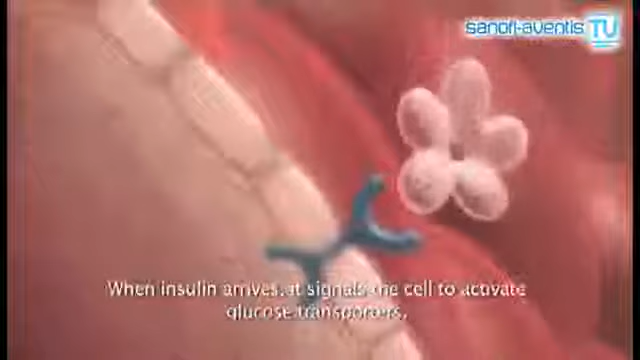 sanofi-aventis TV
When insulin arrives, it signals the cell to activate
glucose transporters.